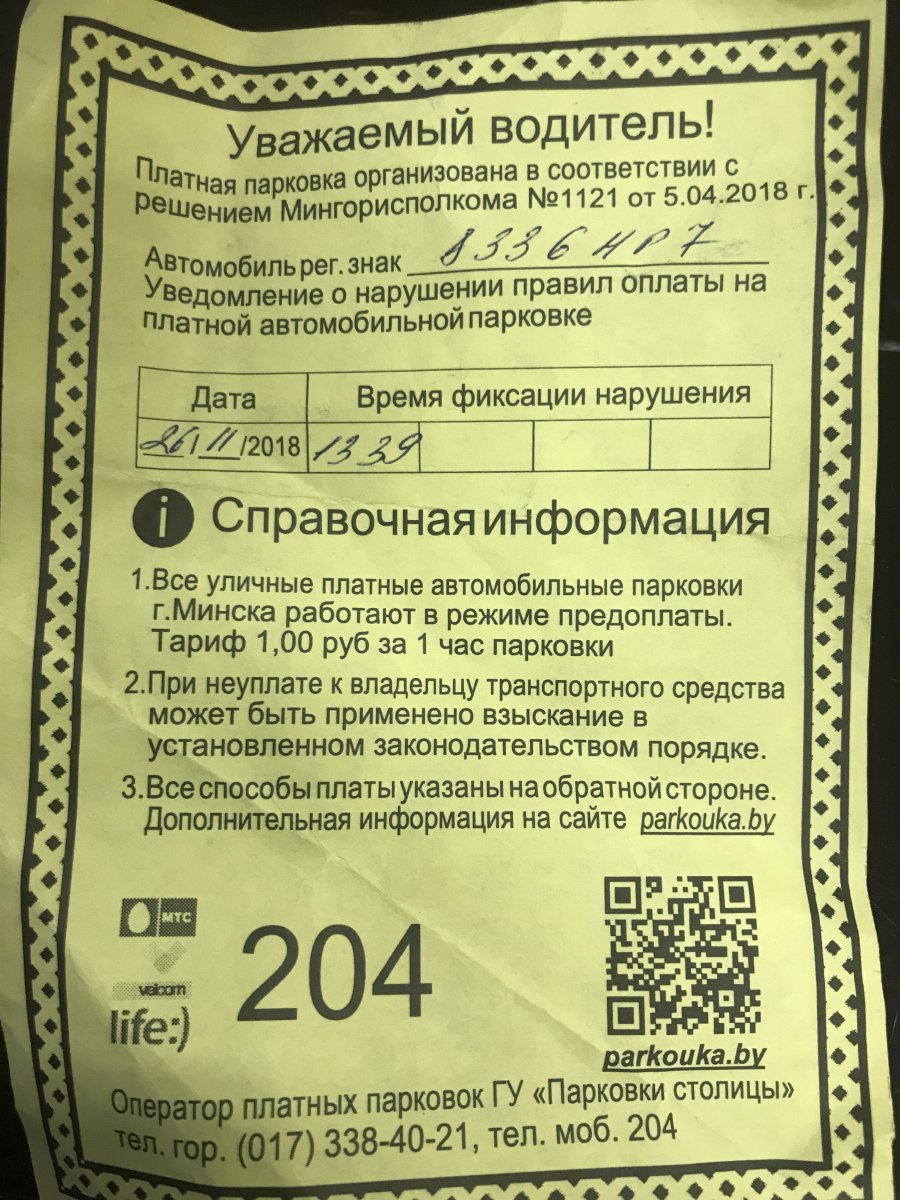 Уважаемый водитель!
Платная парковка организована в соответствии с
решением Мингорисполкома №1121 от 5.04.2018 г.
Автомобиль рег. знак 8336 HP 7
Уведомление о нарушении правил оплаты на
платной автомобильной парковке
Дата Время фиксации нарушения
26/11/2018 1339
i Справочная информация
1.Все уличные платные автомобильные парковки
г.Минска работают в режиме предоплаты.
Тариф 1,00 руб за 1 час парковки
2.При неуплате к владельцу транспортного средства
может быть применено взыскание в
установленном законодательством порядке.
3.Все способы платы указаны на обратной стороне.
Дополнительная информация на сайте parkouka.by
МТС
velcom
life:)
204
parkouka.by
Оператор платных парковок ГУ «Парковки столицы»
тел. гор. (017) 338-40-21, тел. моб. 204